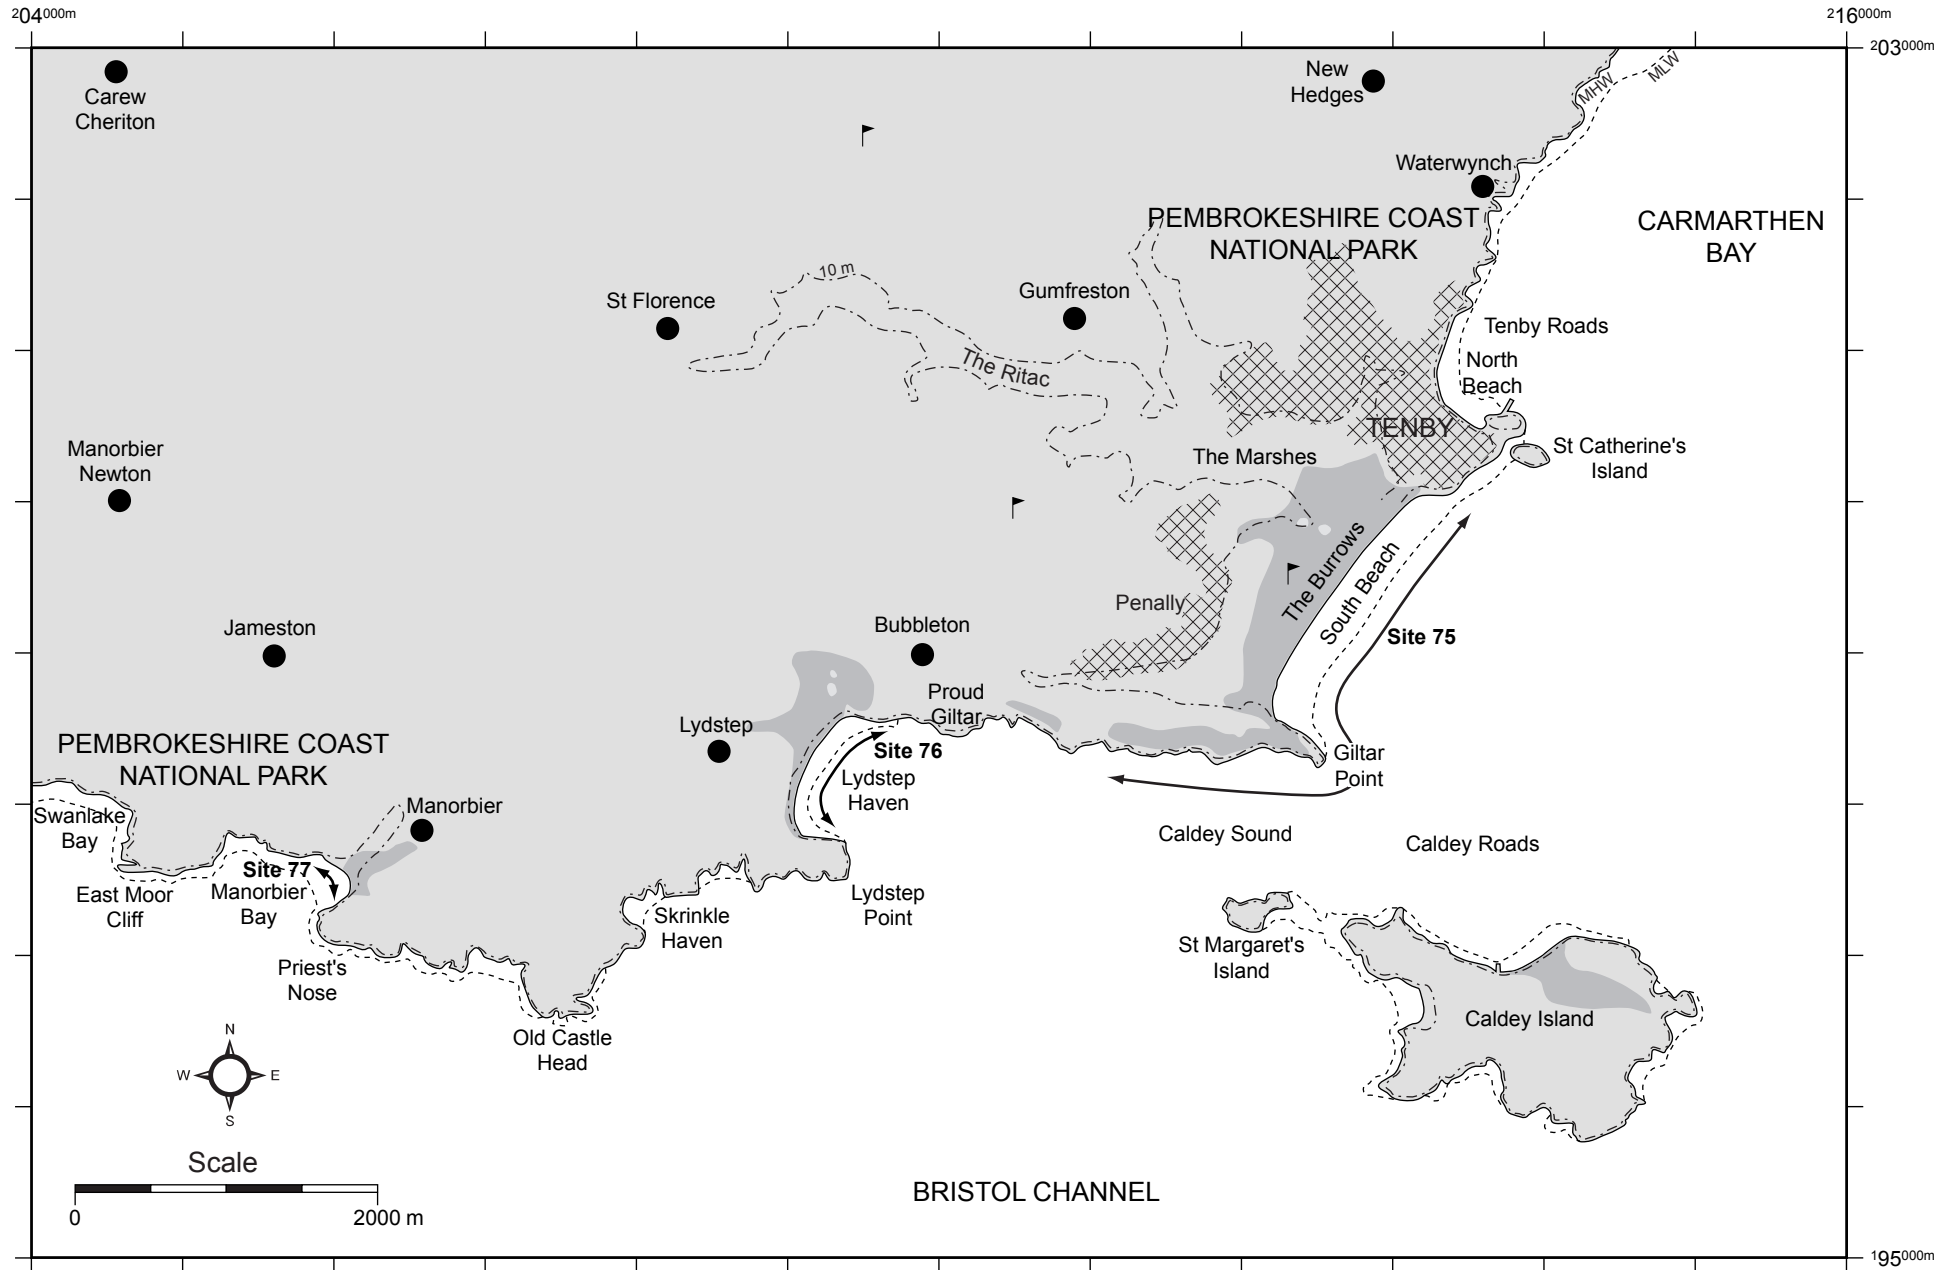 204000m
216000m
203000m
MHW
MLW
Carew
Cheriton
New
Hedges
Waterwynch
PEMBROKESHIRE COAST
NATIONAL PARK
CARMARTHEN
BAY
10 m
St Florence
Gumfreston
Tenby Roads
North
Beach
The Ritac
TENBY
Manorbier
Newton
The Marshes
St Catherine's
Island
The Burrows
South Beach
Penally
Site 75
Jameston
Bubbleton
Proud
Giltar
Lydstep
PEMBROKESHIRE COAST
NATIONAL PARK
Site 76
Lydstep
Haven
Giltar
Point
Swanlake
Bay
Manorbier
Caldey Sound
Caldey Roads
Site 77
Manorbier
Bay
East Moor
Cliff
Lydstep
Point
Skrinkle
Haven
St Margaret's
Island
Priest's
Nose
Caldey Island
Old Castle
Head
N
W
E
S
Scale
0
2000 m
BRISTOL CHANNEL
195000m